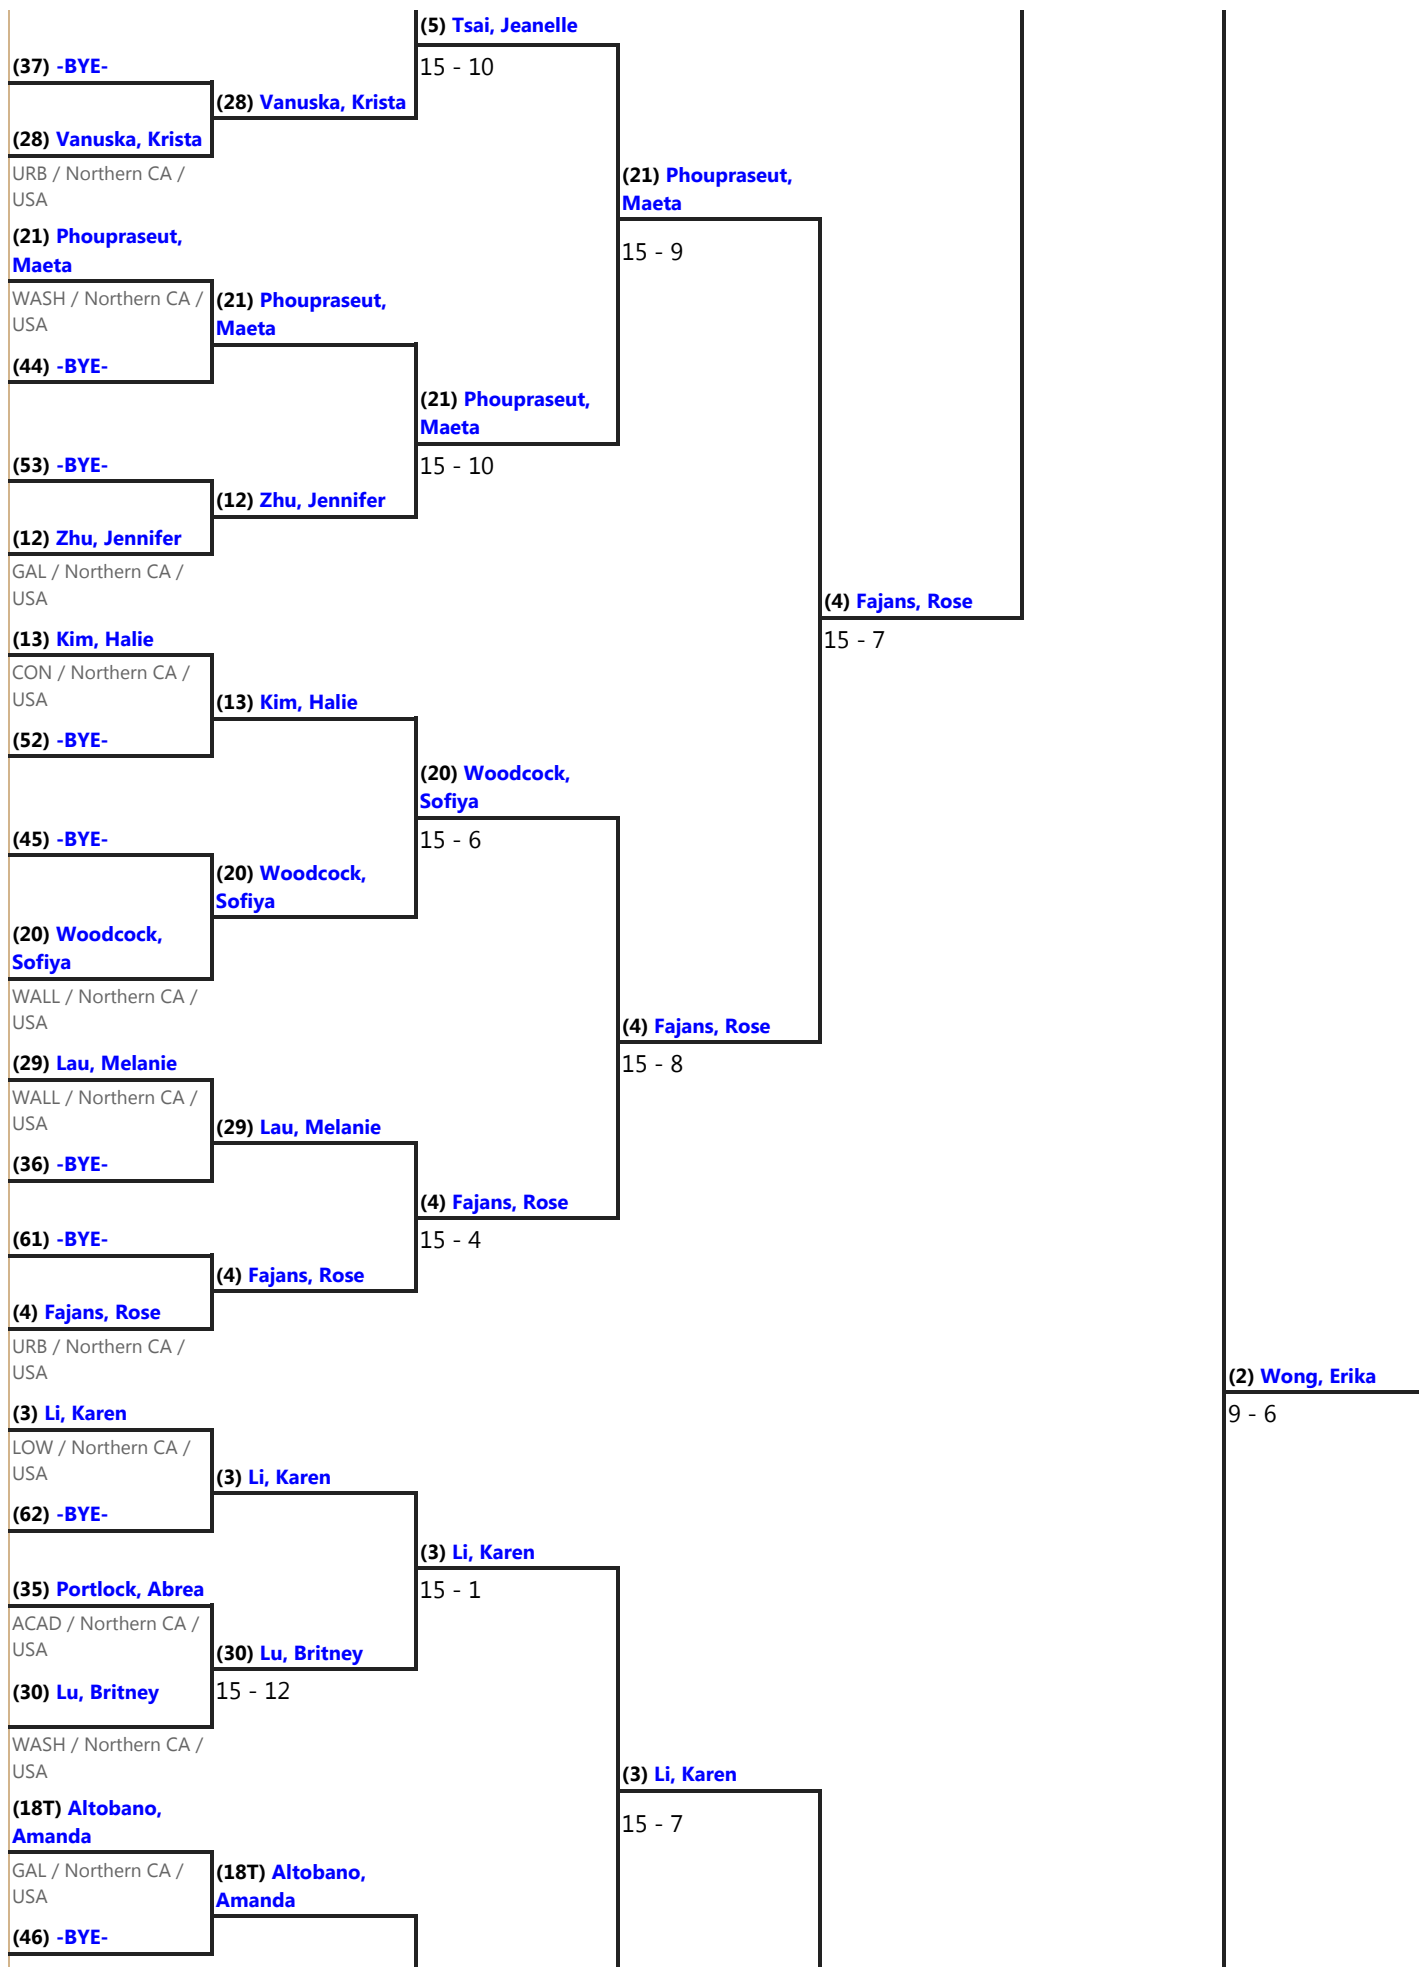 (5) Tsai, Jeanelle
(37) -BYE-
15 - 10
(28) Vanuska, Krista
(28) Vanuska, Krista
URB / Northern CA /
USA
(21) Phoupraseut,
Maeta
15 - 9
(21) Phoupraseut,
Maeta
WASH / Northern CA /
USA
(21) Phoupraseut,
Maeta
(44) -BYE-
(21) Phoupraseut,
Maeta
15 - 10
(53) -BYE-
(12) Zhu, Jennifer
(12) Zhu, Jennifer
GAL / Northern CA /
USA
(4) Fajans, Rose
15 - 7
(13) Kim, Halie
CON / Northern CA /
USA
(13) Kim, Halie
(52) -BYE-
(20) Woodcock,
Sofiya
15 - 6
(45) -BYE-
(20) Woodcock,
Sofiya
(20) Woodcock,
Sofiya
WALL / Northern CA /
USA
(4) Fajans, Rose
15 - 8
(29) Lau, Melanie
WALL / Northern CA /
USA
(29) Lau, Melanie
(36) -BYE-
(4) Fajans, Rose
15 - 4
(61) -BYE-
(4) Fajans, Rose
(4) Fajans, Rose
URB / Northern CA /
USA
(2) Wong, Erika
9 - 6
(3) Li, Karen
LOW / Northern CA /
USA
(3) Li, Karen
(62) -BYE-
(3) Li, Karen
15 - 1
(35) Portlock, Abrea
ACAD / Northern CA /
USA
(30) Lu, Britney
15 - 12
(30) Lu, Britney
WASH / Northern CA /
USA
(3) Li, Karen
15 - 7
(18T) Altobano,
Amanda
GAL / Northern CA /
USA
(18T) Altobano,
Amanda
(46) -BYE-